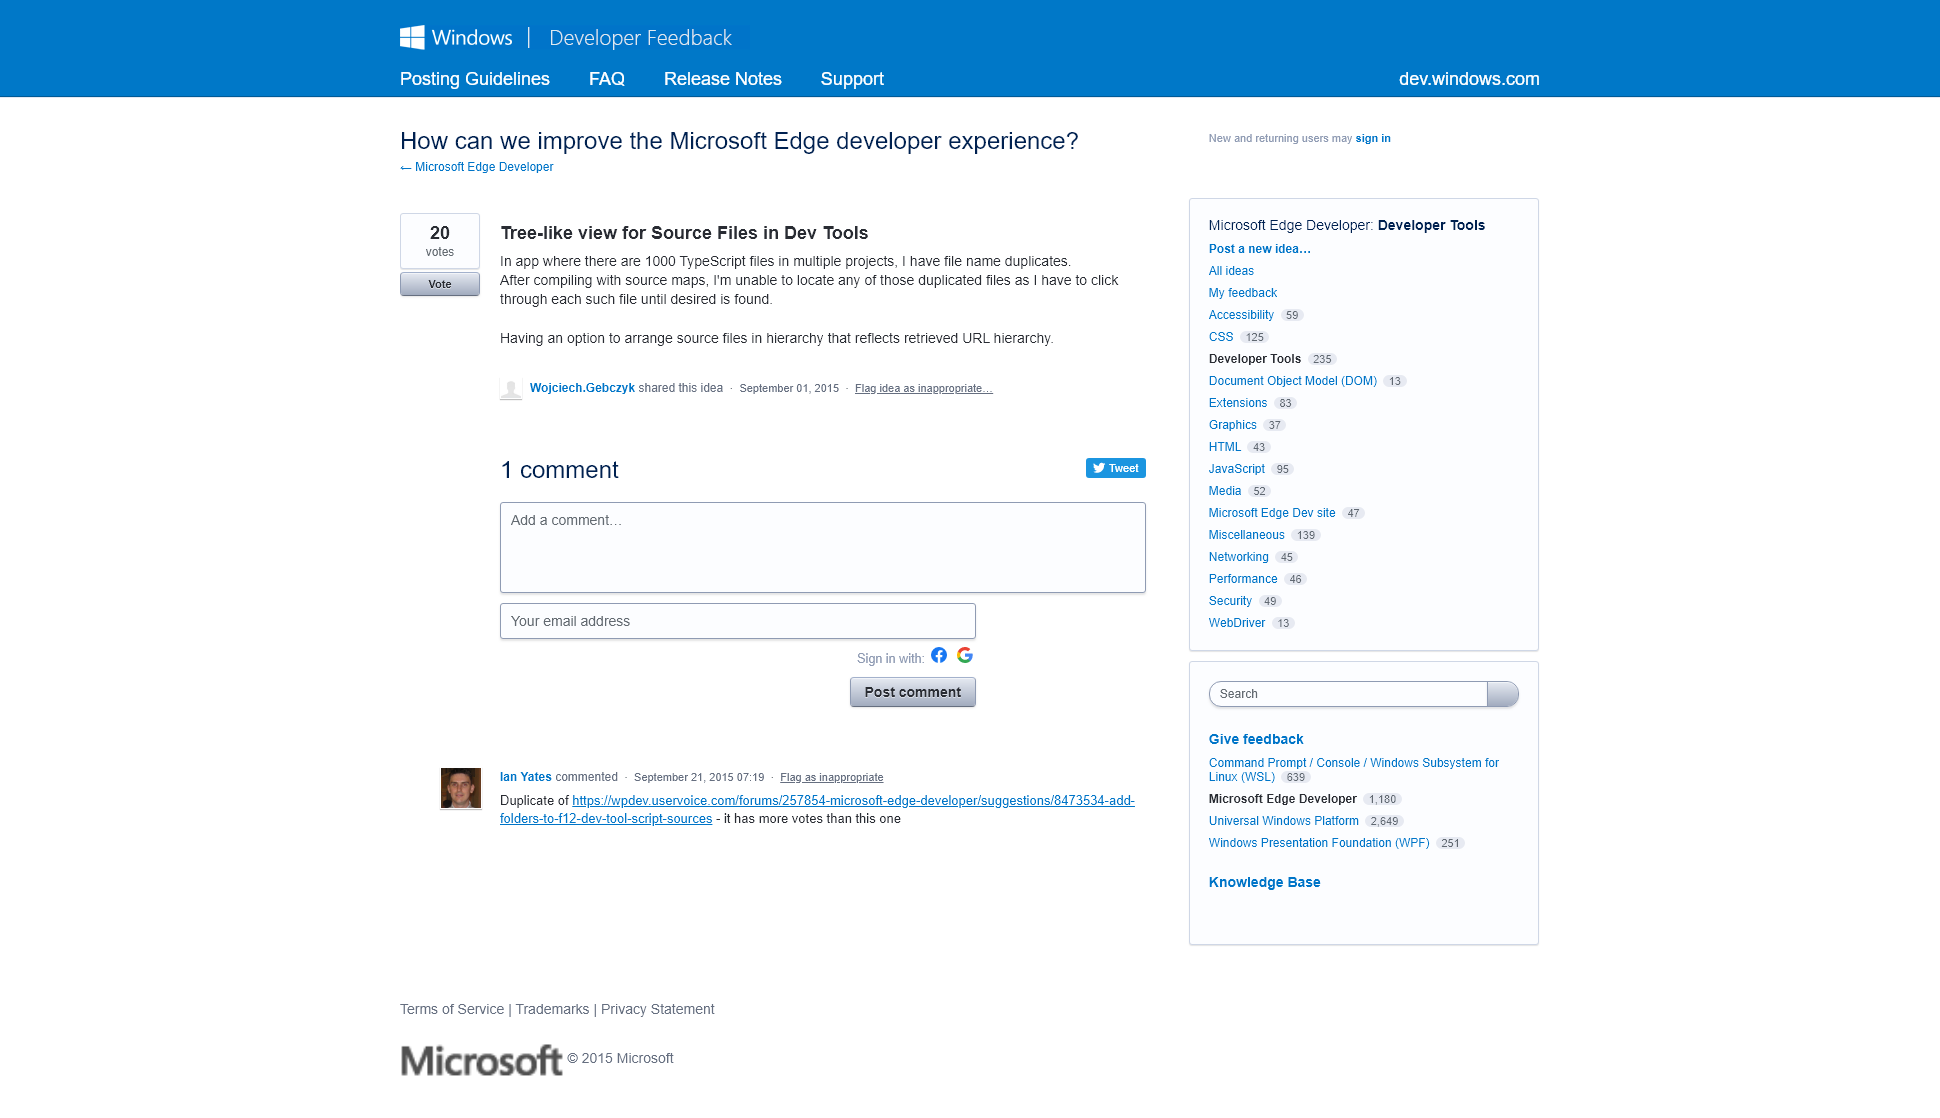 Windows | Developer Feedback
Posting Guidelines FAQ Release Notes Support dev.windows.com
How can we improve the Microsoft Edge developer experience?
← Microsoft Edge Developer
New and returning users may sign in
20
votes
Vote
Tree-like view for Source Files in Dev Tools
In app where there are 1000 TypeScript files in multiple projects, I have file name duplicates.
After compiling with source maps, I'm unable to locate any of those duplicated files as I have to click
through each such file until desired is found.
Having an option to arrange source files in hierarchy that reflects retrieved URL hierarchy.
Wojciech.Gebczyk shared this idea · September 01, 2015 · Flag idea as inappropriate…
1 comment
Tweet
Add a comment…
Your email address
Sign in with:
Post comment
Ian Yates commented · September 21, 2015 07:19 · Flag as inappropriate
Duplicate of https://wpdev.uservoice.com/forums/257854-microsoft-edge-developer/suggestions/8473534-add-
folders-to-f12-dev-tool-script-sources - it has more votes than this one
Microsoft Edge Developer: Developer Tools
Post a new idea…
All ideas
My feedback
Accessibility 59
CSS 125
Developer Tools 235
Document Object Model (DOM) 13
Extensions 83
Graphics 37
HTML 43
JavaScript 95
Media 52
Microsoft Edge Dev site 47
Miscellaneous 139
Networking 45
Performance 46
Security 49
WebDriver 13
Search
Give feedback
Command Prompt / Console / Windows Subsystem for
Linux (WSL) 639
Microsoft Edge Developer 1,180
Universal Windows Platform 2,649
Windows Presentation Foundation (WPF) 251
Knowledge Base
Terms of Service | Trademarks | Privacy Statement
Microsoft © 2015 Microsoft